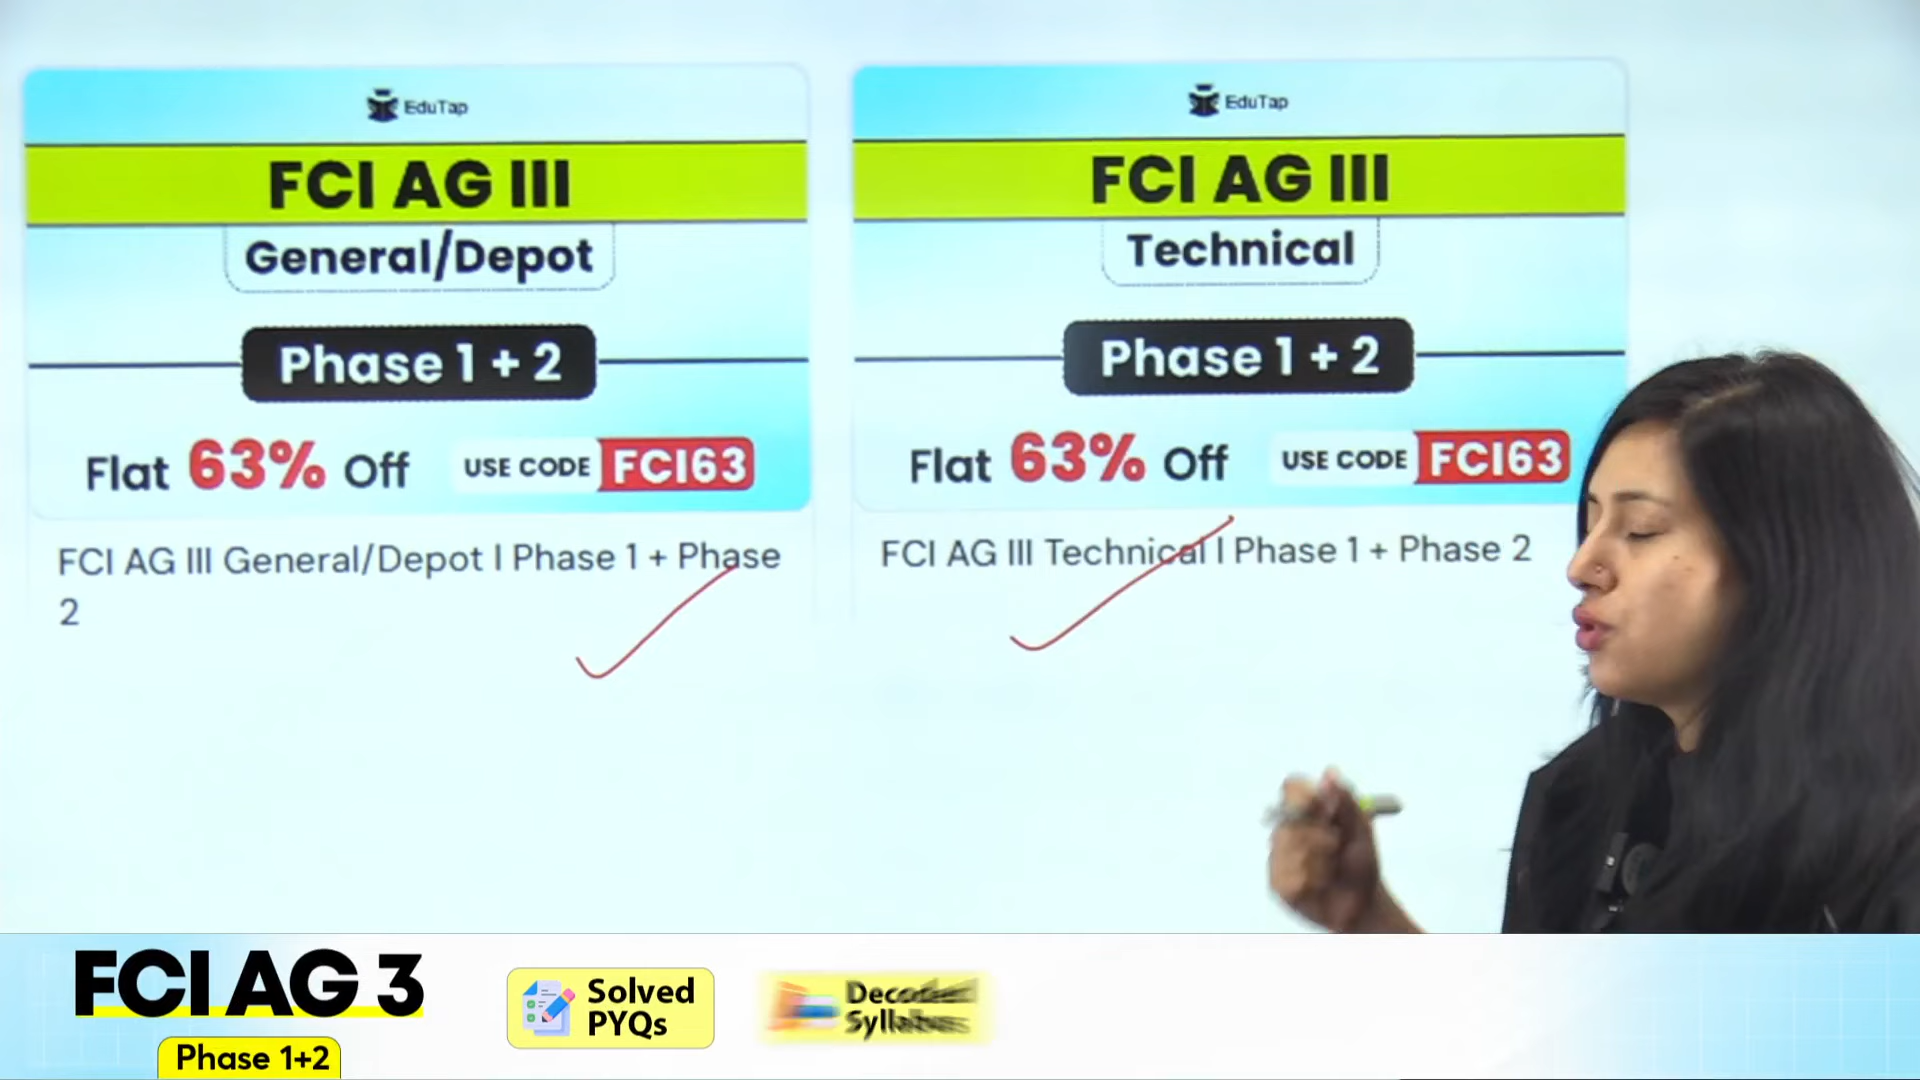 EduTap
FCI AG III
General/Depot
Phase 1 + 2
Flat 63% Off USE CODE FCI63
FCI AG III General/Depot I Phase 1 + Phase
2
EduTap
FCI AG III
Technical
Phase 1 + 2
Flat 63% Off USE CODE FCI63
FCI AG III Technical I Phase 1 + Phase 2
FCI AG 3
Phase 1+2
Solved
PYQs
Decoded
Syllabus